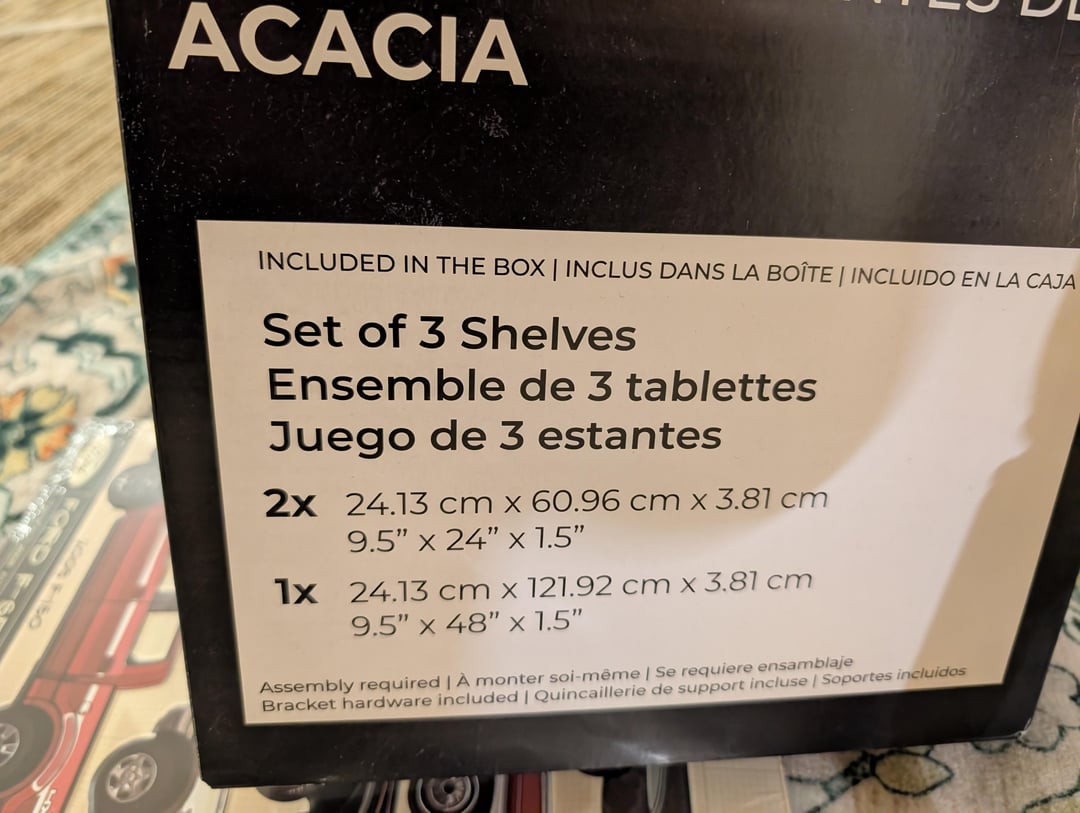 ACACIA
INCLUDED IN THE BOX | INCLUS DANS LA BOÎTE | INCLUIDO EN LA CAJA
Set of 3 Shelves
Ensemble de 3 tablettes
Juego de 3 estantes
2x 24.13 cm x 60.96 cm x 3.81 cm
9.5” x 24” x 1.5”
1x 24.13 cm x 121.92 cm x 3.81 cm
9.5” x 48” x 1.5”
Assembly required | À monter soi-même | Se requiere ensamblaje
Bracket hardware included | Quincaillerie de support incluse | Soportes incluidos
FORD